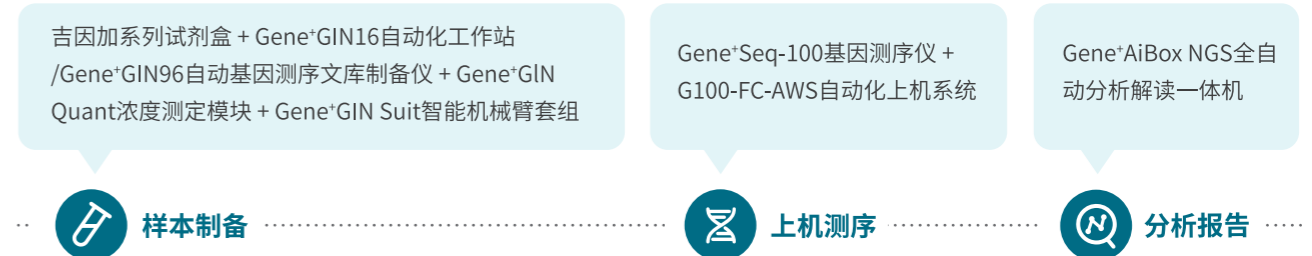 吉因加系列试剂盒 + Gene⁺GIN16自动化工作站
/Gene⁺GIN96自动基因测序文库制备仪 + Gene⁺GlN
Quant浓度测定模块 + Gene⁺GIN Suit智能机械臂套组
Gene⁺Seq-100基因测序仪 +
G100-FC-AWS自动化上机系统
Gene⁺AiBox NGS全自
动分析解读一体机
样本制备
上机测序
分析报告